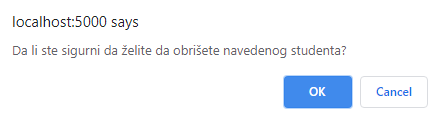 localhost:5000 says
Da li ste sigurni da želite da obrišete navedenog studenta?
OK
Cancel